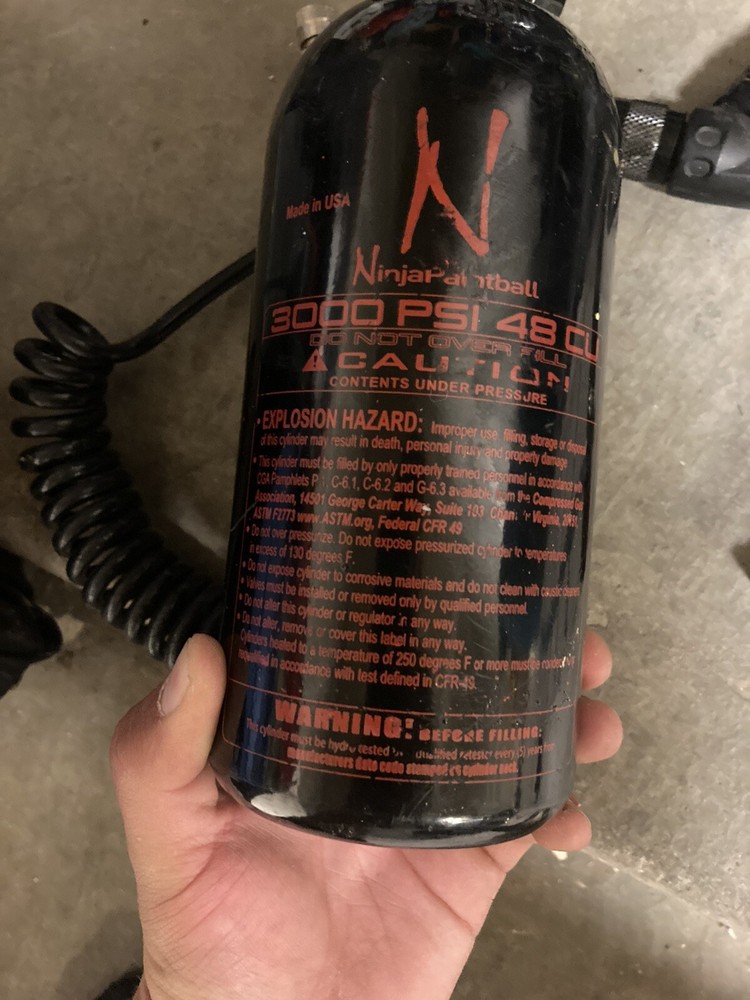 N
Made in USA
NinjaPaintball
3000 PSI 48 CU
DO NOT OVER FILL
CAUTION
CONTENTS UNDER PRESSURE
• EXPLOSION HAZARD: Improper use, filling, storage or disposal
of this cylinder may result in death, personal injury and property damage
• This cylinder must be filled by only properly trained personnel in accordance with
CGA Pamphlets C-6.1, C-6.2 and G-6.3 available from the Compressed Gas
Association, 14501 George Carter Way, Suite 103 Virginia,
ASTM F2773 www.ASTM.org, Federal CFR 49
• Do not over pressurize. Do not expose pressurized cylinder to temperatures
in excess of 130 degrees F.
• Do not expose cylinder to corrosive materials and do not clean with caustic cleaners
• Valves must be installed or removed only by qualified personnel
• Do not alter this cylinder or regulator in any way.
• Do not alter, remove or cover this label in any way.
Cylinders heated to a temperature of 250 degrees F or more must be
requalified in accordance with test defined in CFR-49.
WARNING! BEFORE FILLING:
This cylinder must be hydro tested by qualified retester every (5) years from
manufacturers date code stamped on cylinder neck.